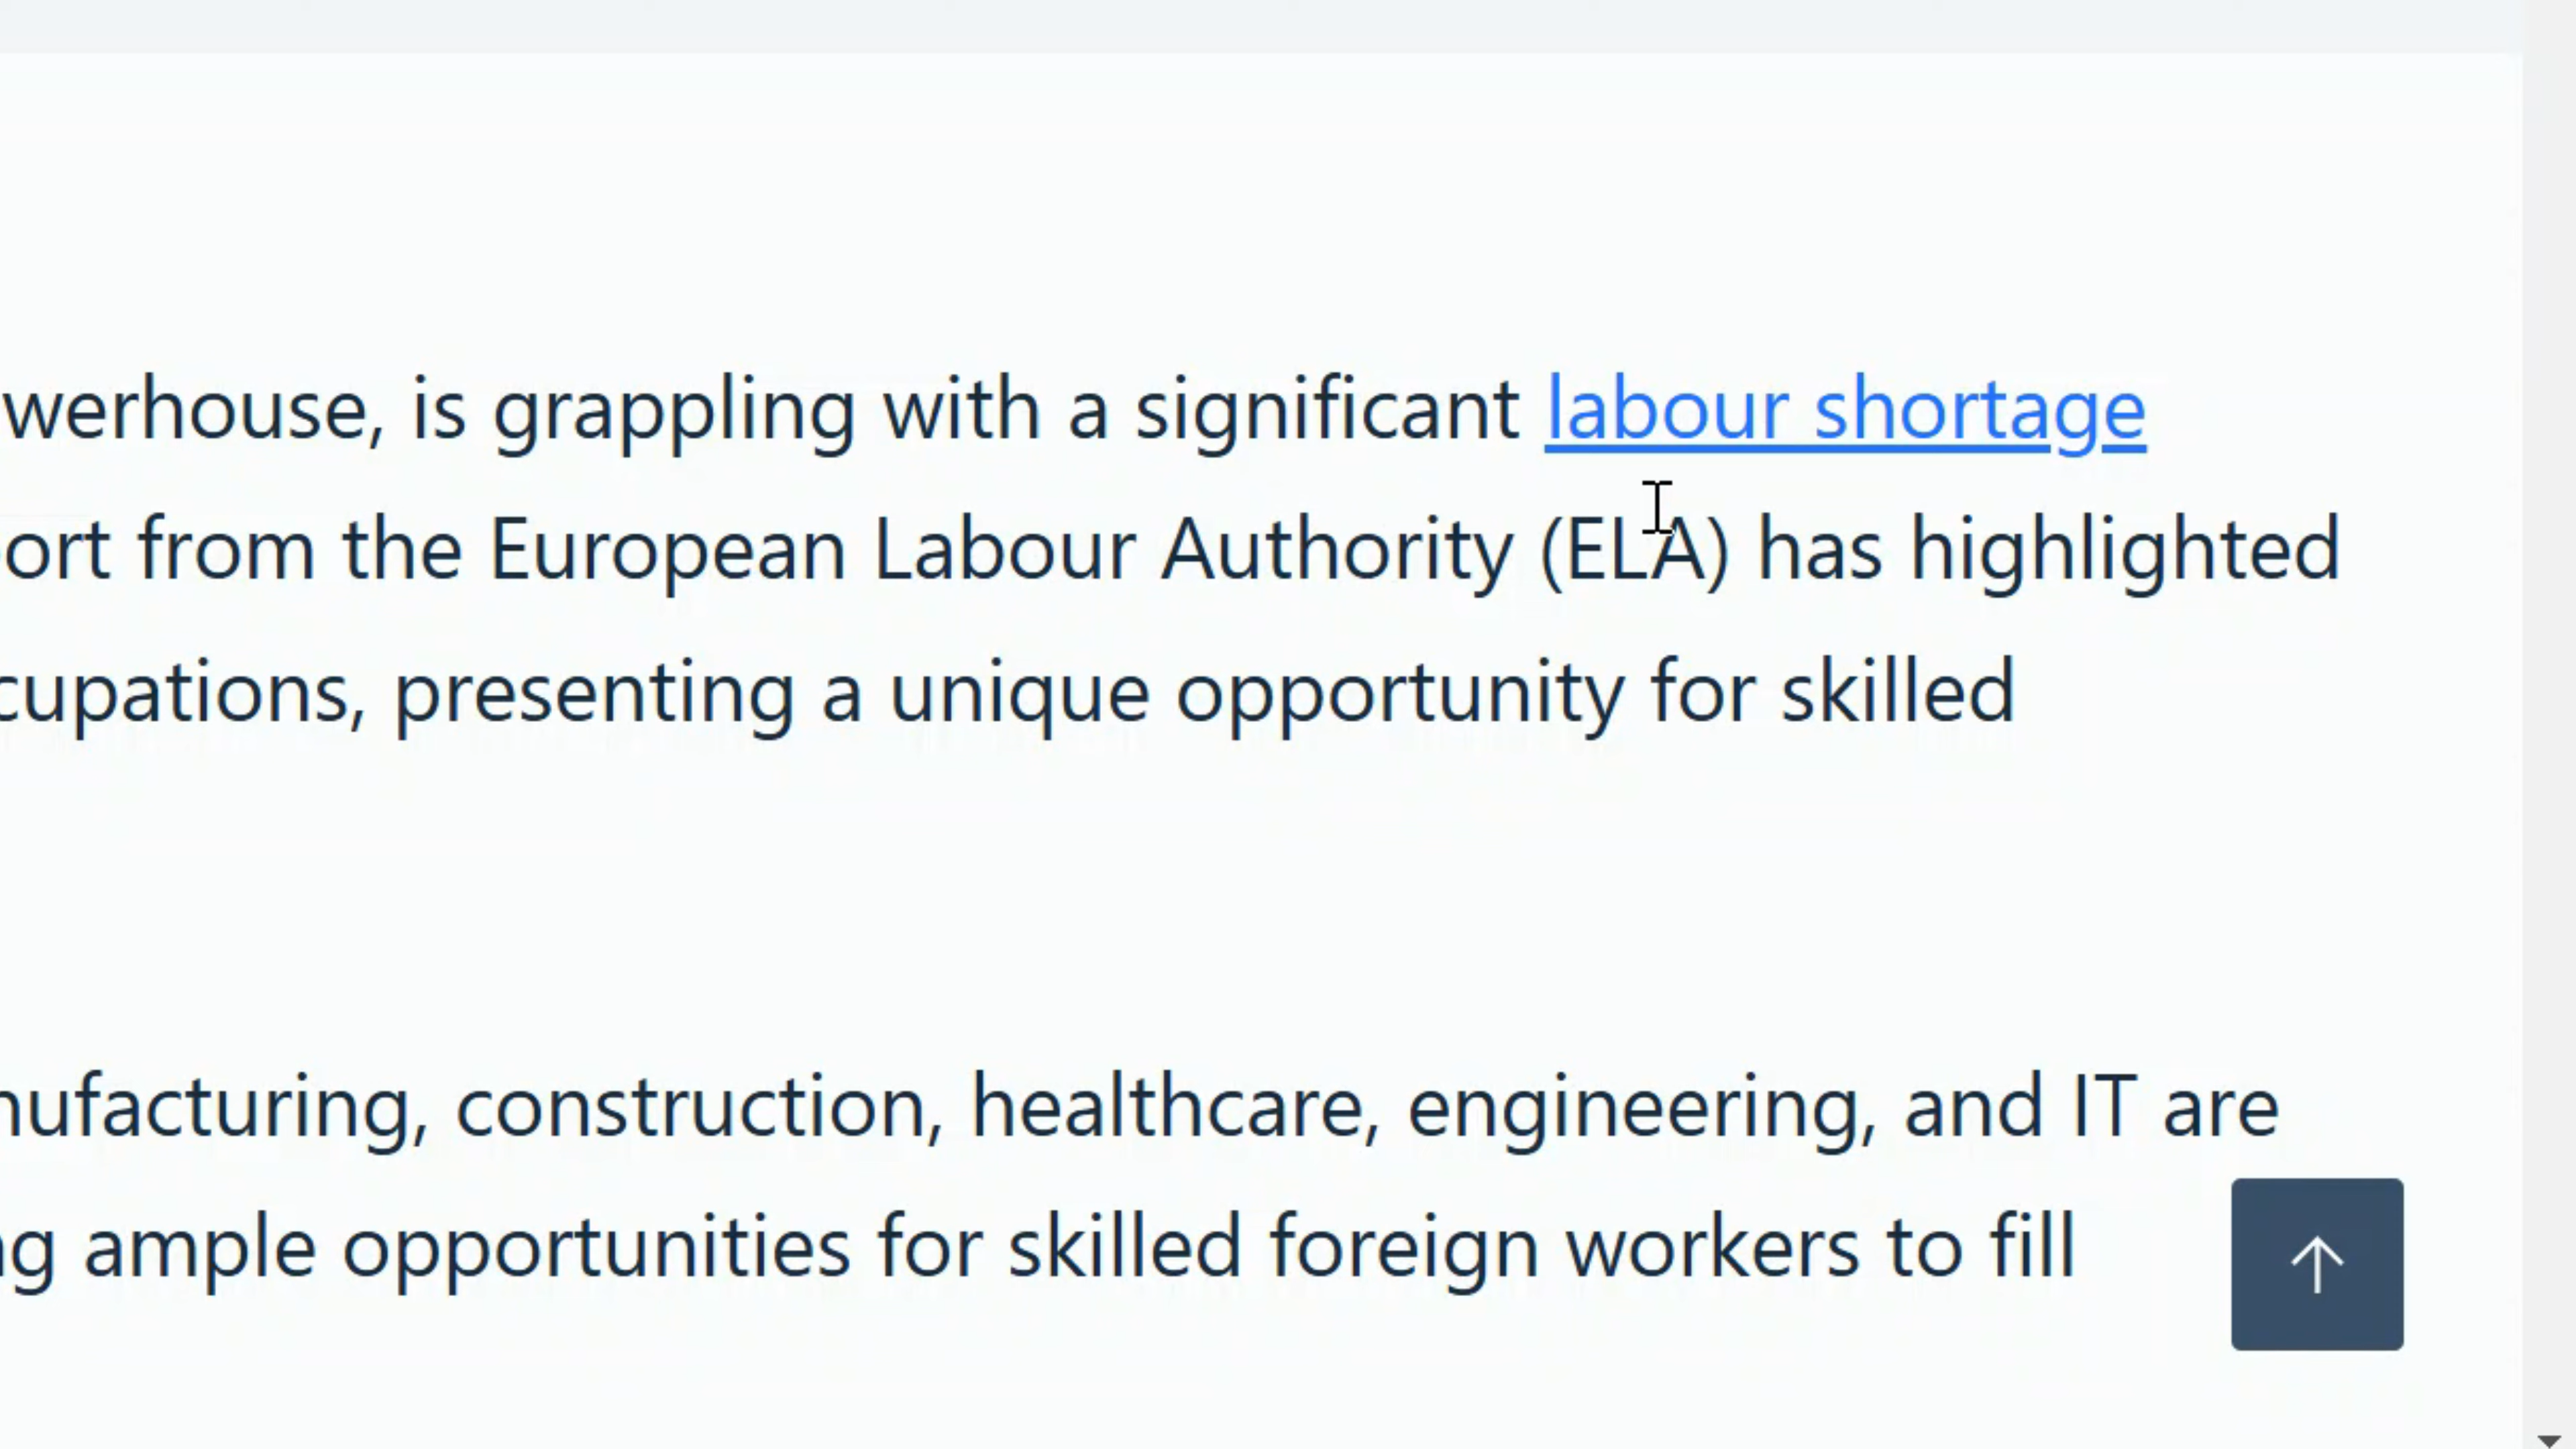 werhouse, is grappling with a significant labour shortage
ort from the European Labour Authority (ELA) has highlighted
cupations, presenting a unique opportunity for skilled
nufacturing, construction, healthcare, engineering, and IT are
ng ample opportunities for skilled foreign workers to fill